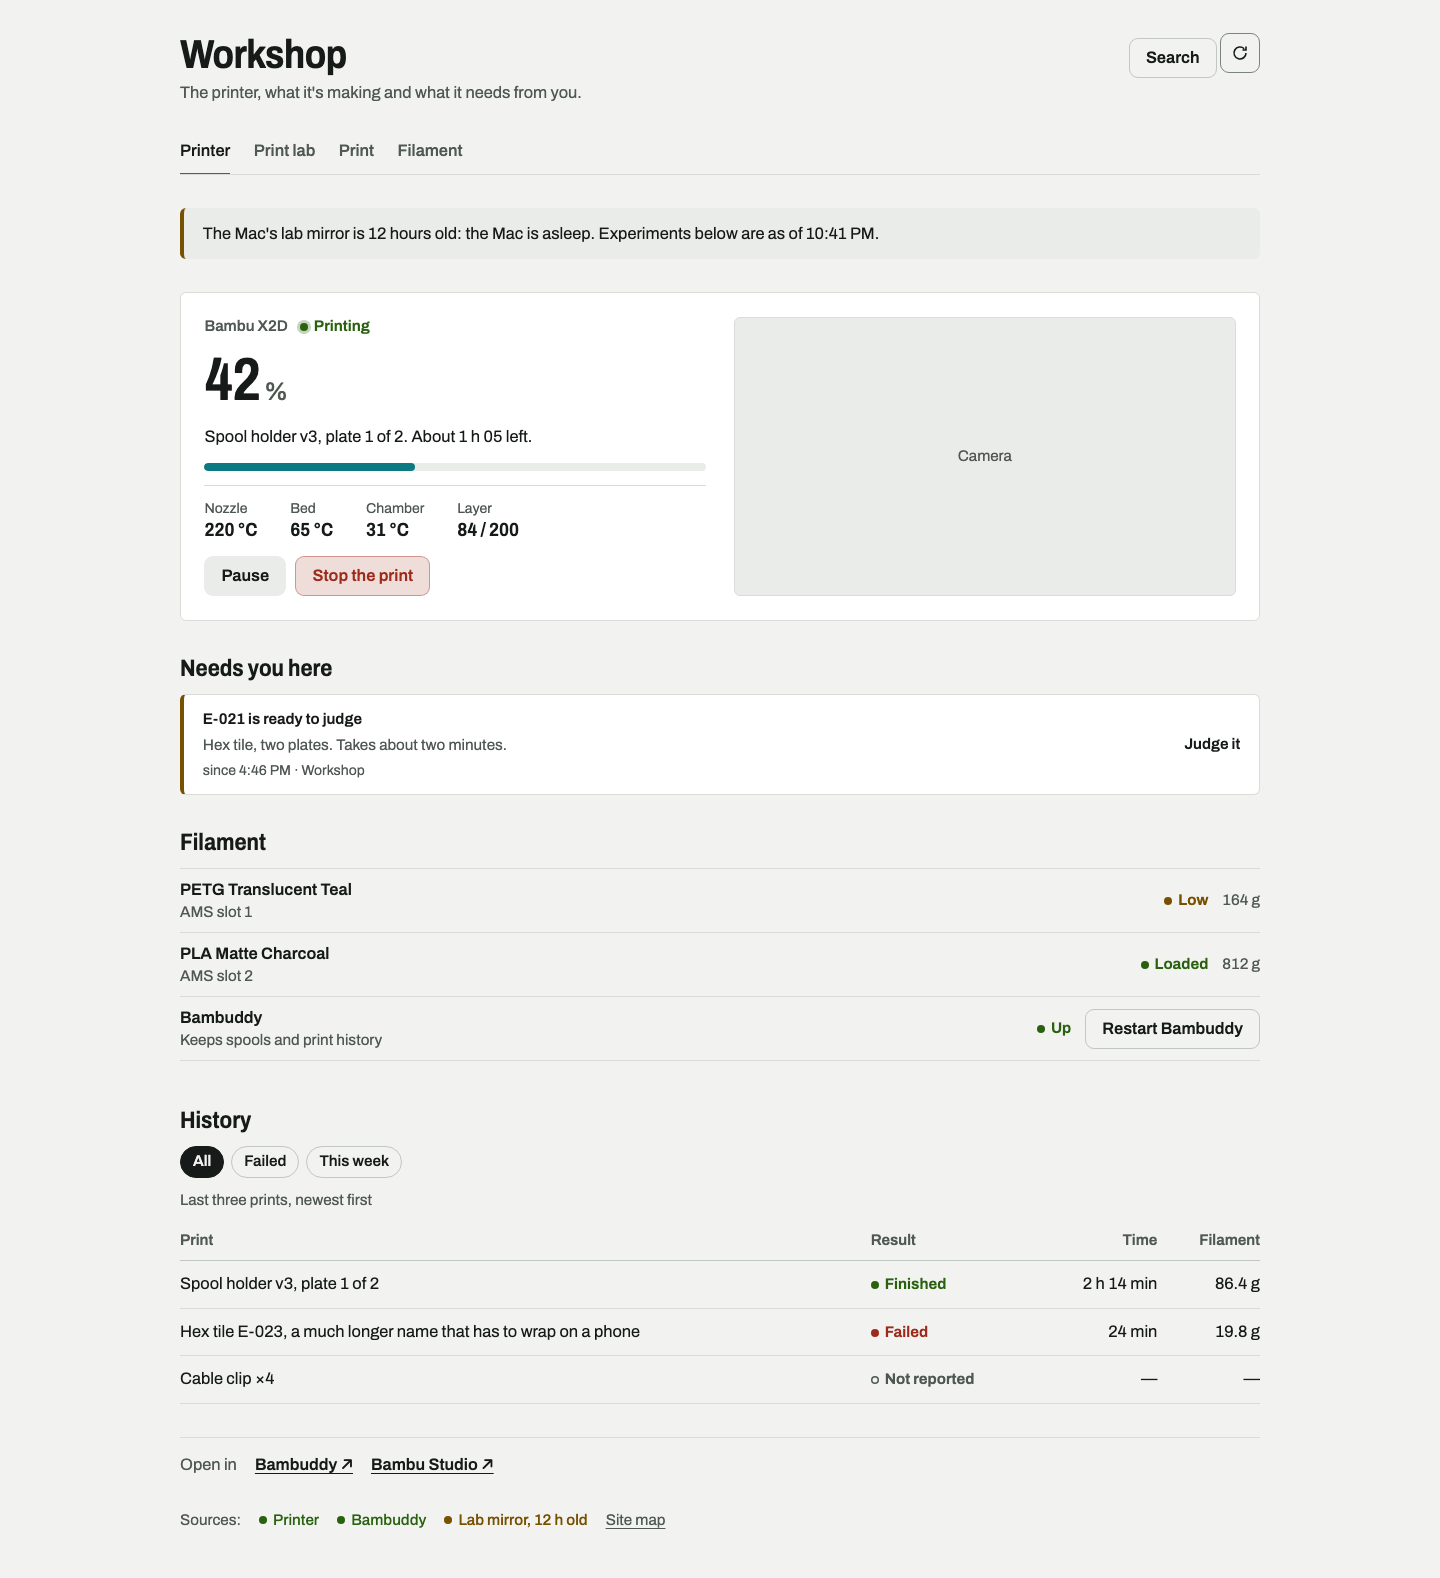 Workshop
Search
The printer, what it's making and what it needs from you.
Printer Print lab Print Filament
The Mac's lab mirror is 12 hours old: the Mac is asleep. Experiments below are as of 10:41 PM.
Bambu X2D Printing
42 %
Spool holder v3, plate 1 of 2. About 1 h 05 left.
Camera
Nozzle Bed Chamber Layer
220 °C 65 °C 31 °C 84 / 200
Pause Stop the print
Needs you here
E-021 is ready to judge
Hex tile, two plates. Takes about two minutes.
Judge it
since 4:46 PM · Workshop
Filament
PETG Translucent Teal
AMS slot 1
Low 164 g
PLA Matte Charcoal
AMS slot 2
Loaded 812 g
Bambuddy
Keeps spools and print history
Up Restart Bambuddy
History
All Failed This week
Last three prints, newest first
Print Result Time Filament
Spool holder v3, plate 1 of 2 Finished 2 h 14 min 86.4 g
Hex tile E-023, a much longer name that has to wrap on a phone Failed 24 min 19.8 g
Cable clip ×4 Not reported — —
Open in Bambuddy ↗ Bambu Studio ↗
Sources: Printer Bambuddy Lab mirror, 12 h old Site map